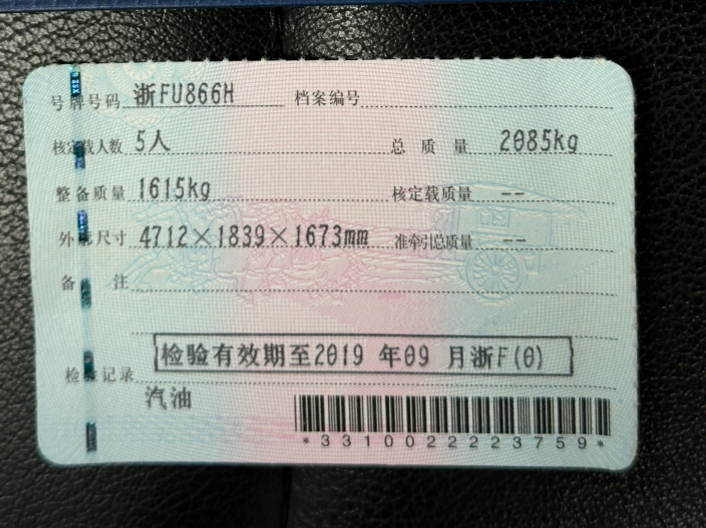 号牌号码 浙FU866H 档案编号
核定载人数 5人 总质量 2085kg
整备质量 1615kg 核定载质量 --
外廓尺寸 4712×1839×1673mm 准牵引总质量 --
备注
检验有效期至2019 年09 月浙F(0)
检验记录
汽油
*3310022223759*